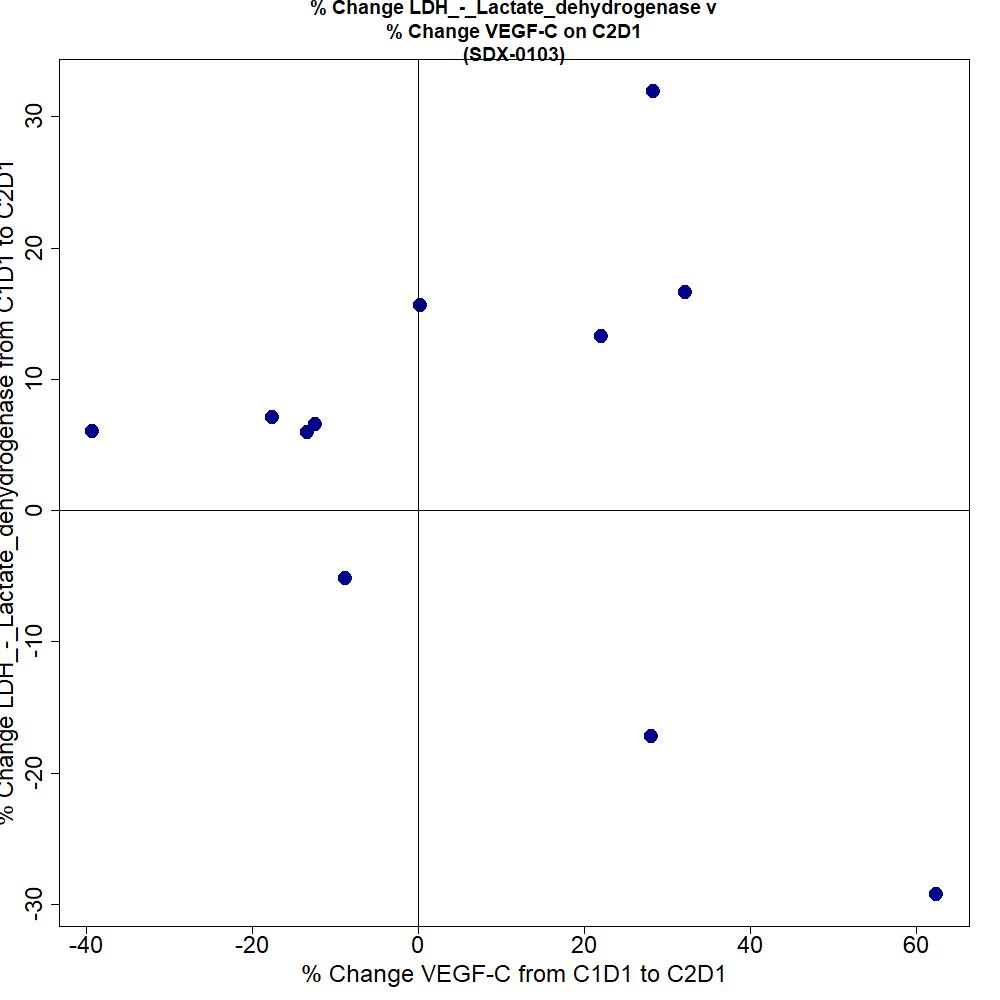 % Change LDH_-_Lactate_dehydrogenase v
% Change VEGF-C on C2D1
(SDX-0103)
% Change LDH_-_Lactate_dehydrogenase from C1D1 to C2D1
30
20
10
0
-10
-20
-30
-40 -20 0 20 40 60
% Change VEGF-C from C1D1 to C2D1